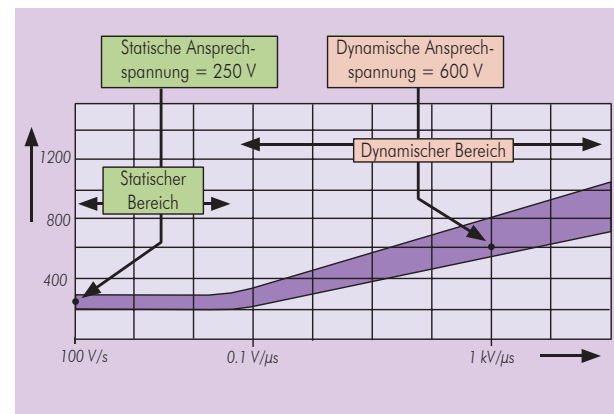 Statische Ansprech-
spannung = 250 V
Dynamische Ansprech-
spannung = 600 V
1200
Dynamischer Bereich
Statischer
Bereich
800
400
100 V/s
0.1 V/µs
1 kV/µs